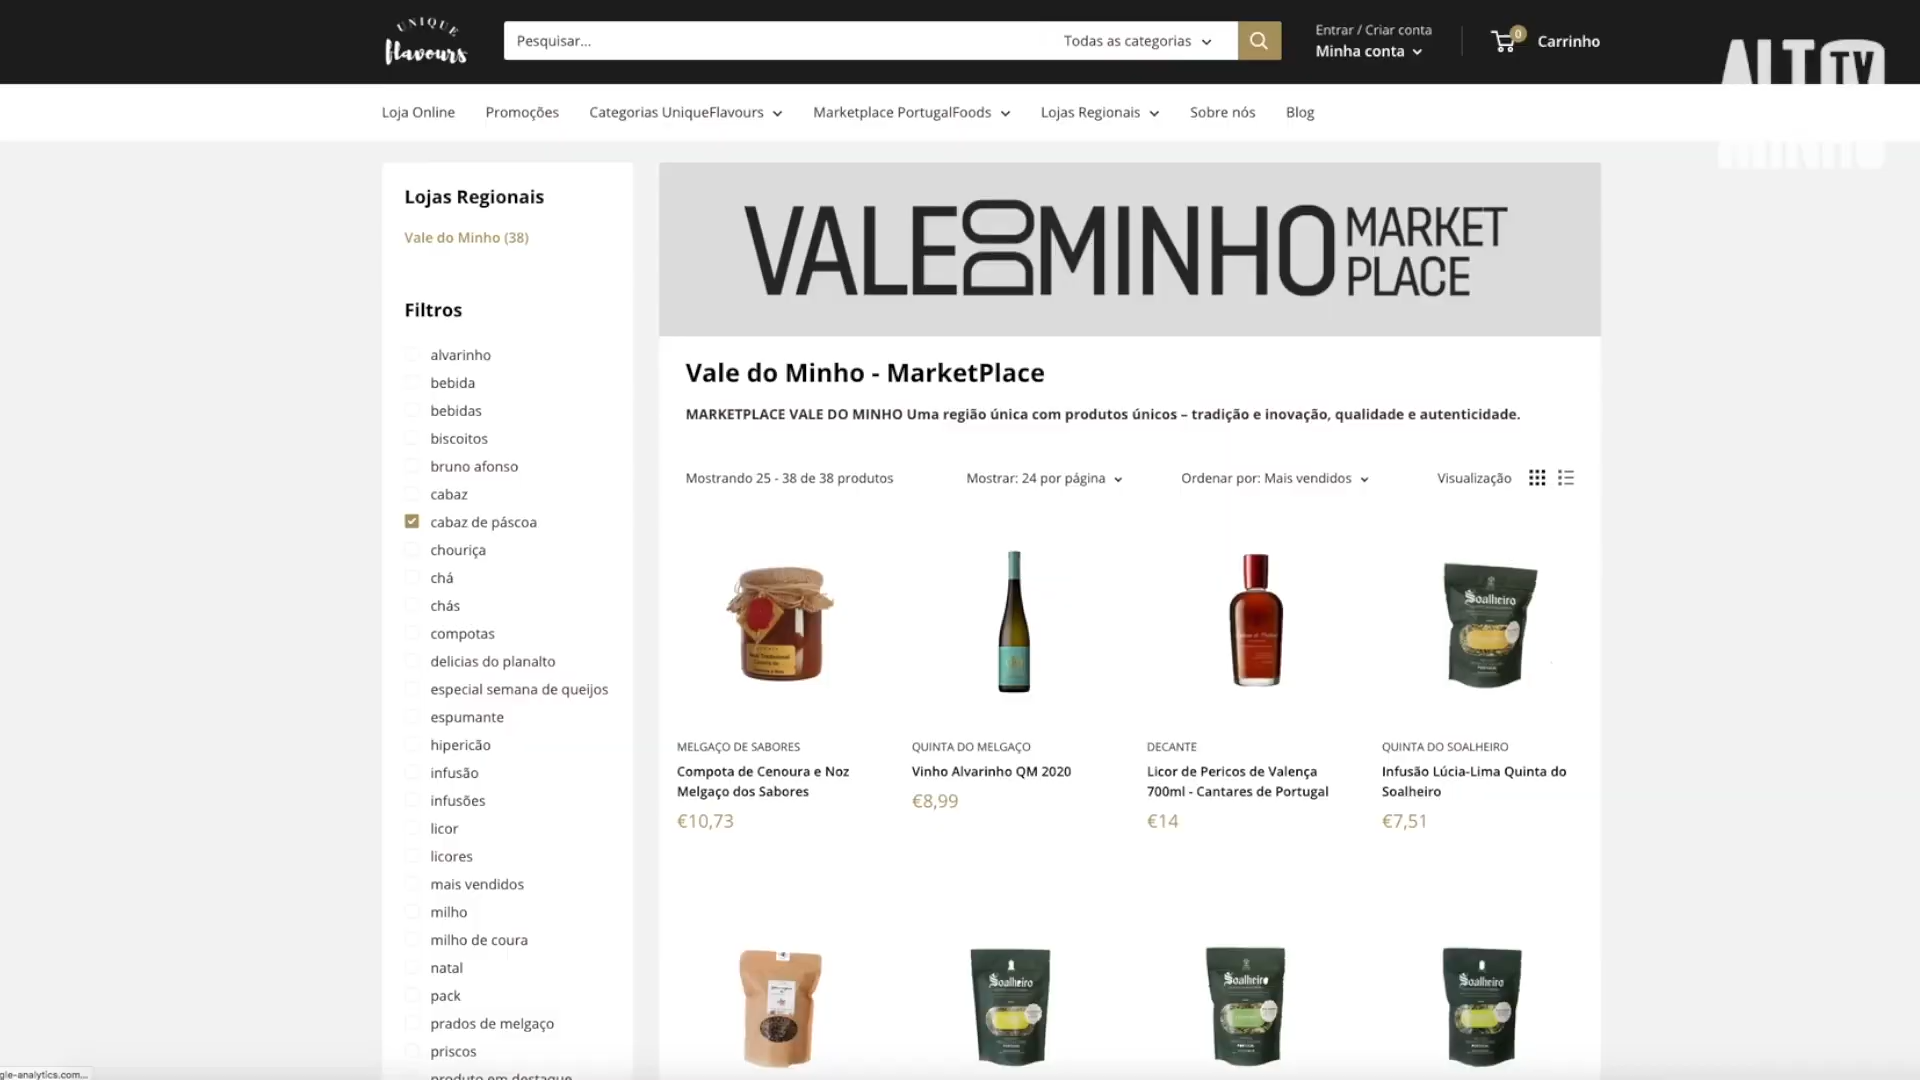 UNIQUE
flavours
Pesquisar...
Todas as categorias
Entrar / Criar conta
Minha conta
0
Carrinho
ALTO TV
MINHO
Loja Online
Promoções
Categorias UniqueFlavours
Marketplace PortugalFoods
Lojas Regionais
Sobre nós
Blog
Lojas Regionais
Vale do Minho (38)
Filtros
alvarinho
bebida
bebidas
biscoitos
bruno afonso
cabaz
cabaz de páscoa
chouriça
chá
chás
compotas
delicias do planalto
especial semana de queijos
espumante
hipericão
infusão
infusões
licor
licores
mais vendidos
milho
milho de coura
natal
pack
prados de melgaço
priscos
produto em destaque
VALE DO MINHO MARKET
PLACE
Vale do Minho - MarketPlace
MARKETPLACE VALE DO MINHO Uma região única com produtos únicos – tradição e inovação, qualidade e autenticidade.
Mostrando 25 - 38 de 38 produtos
Mostrar: 24 por página
Ordenar por: Mais vendidos
Visualização
Soalheiro
MELGAÇO DE SABORES
Compota de Cenoura e Noz
Melgaço dos Sabores
€10,73
QUINTA DO MELGAÇO
Vinho Alvarinho QM 2020
€8,99
DECANTE
Licor de Pericos de Valença
700ml - Cantares de Portugal
€14
QUINTA DO SOALHEIRO
Infusão Lúcia-Lima Quinta do
Soalheiro
€7,51
Soalheiro
Soalheiro
Soalheiro
gle-analytics.com...